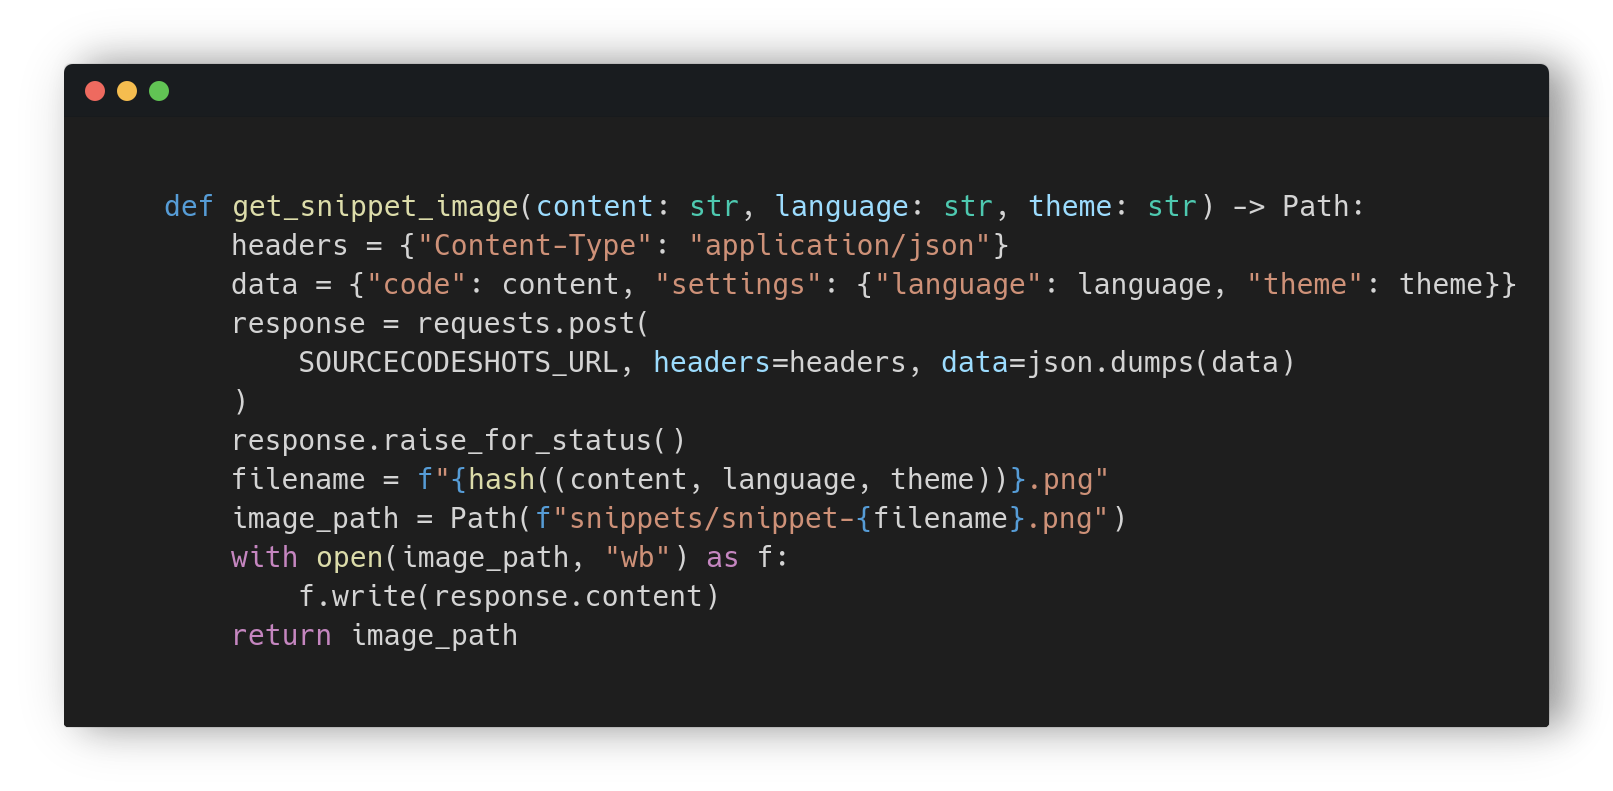 def get_snippet_image(content: str, language: str, theme: str) -> Path:
    headers = {"Content-Type": "application/json"}
    data = {"code": content, "settings": {"language": language, "theme": theme}}
    response = requests.post(
        SOURCECODESHOTS_URL, headers=headers, data=json.dumps(data)
    )
    response.raise_for_status()
    filename = f"{hash((content, language, theme))}.png"
    image_path = Path(f"snippets/snippet-{filename}.png")
    with open(image_path, "wb") as f:
        f.write(response.content)
    return image_path